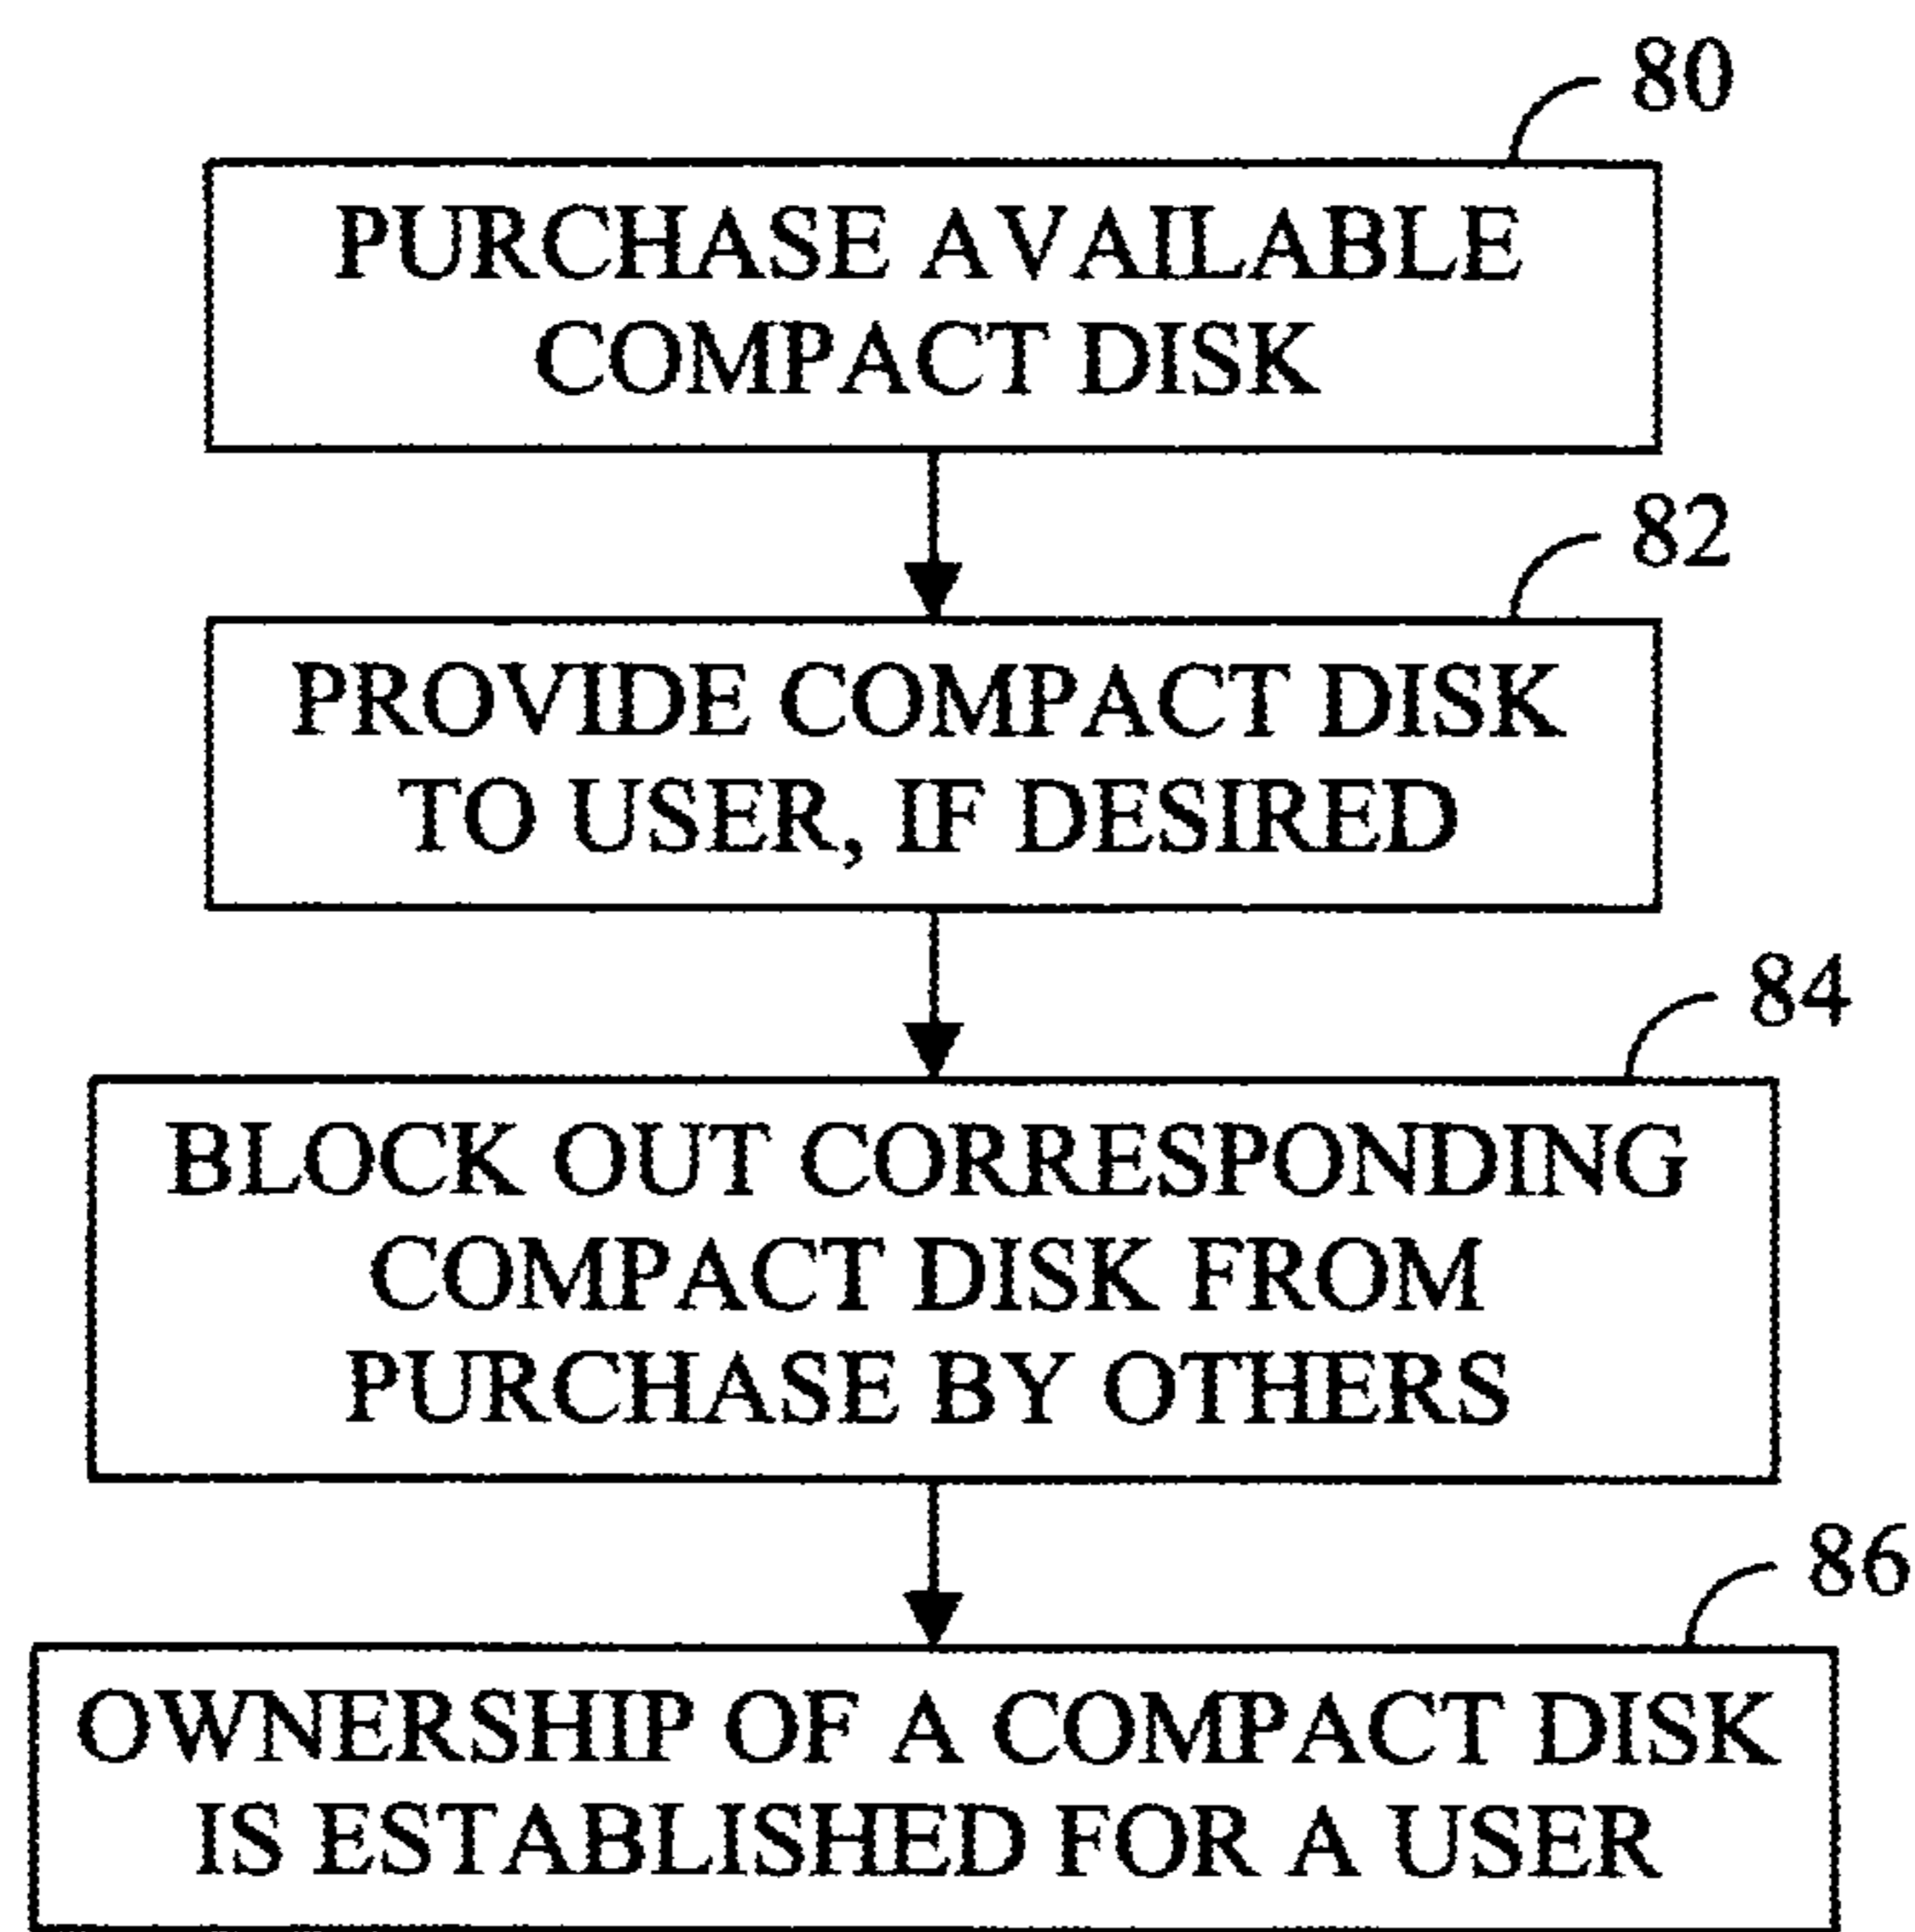 80
PURCHASE AVAILABLE
COMPACT DISK
82
PROVIDE COMPACT DISK
TO USER, IF DESIRED
84
BLOCK OUT CORRESPONDING
COMPACT DISK FROM
PURCHASE BY OTHERS
86
OWNERSHIP OF A COMPACT DISK
IS ESTABLISHED FOR A USER